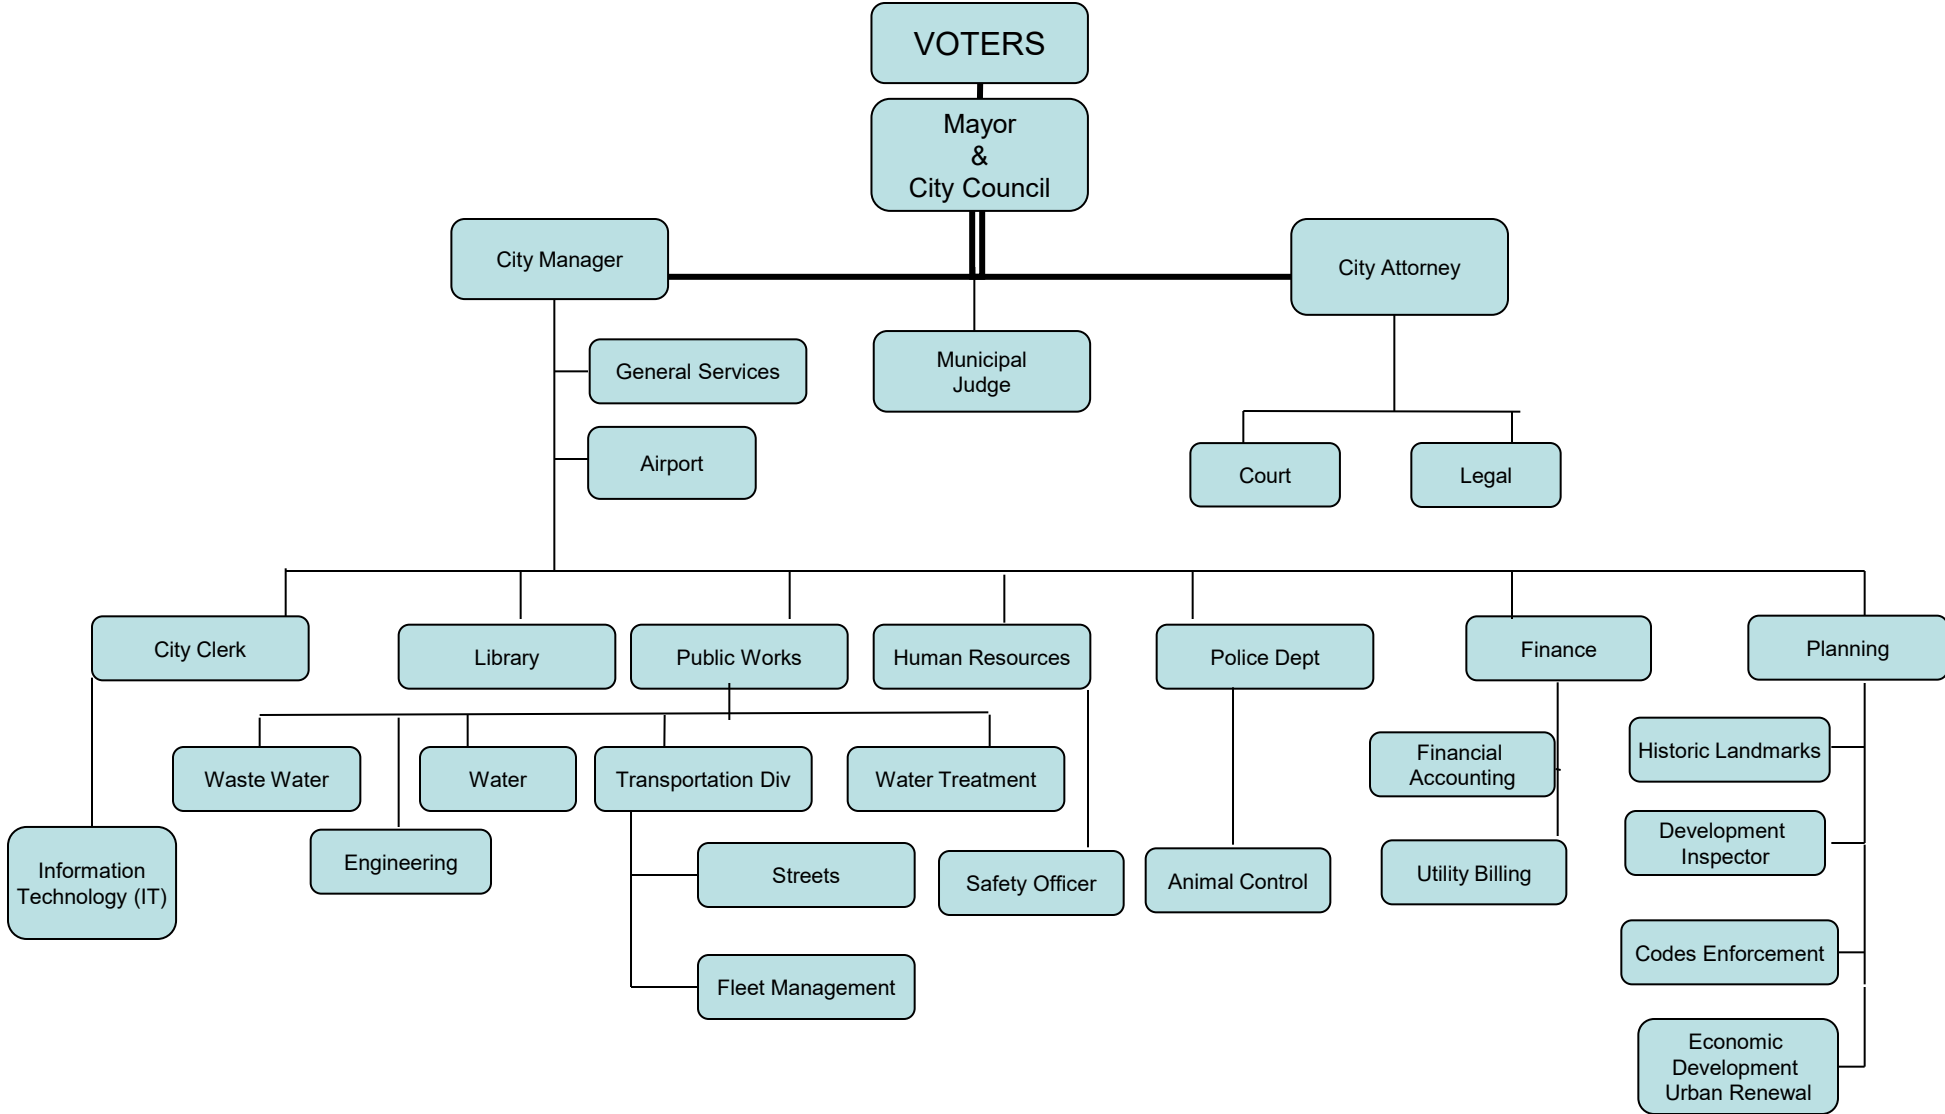 VOTERS
Mayor
&
City Council
City Manager
City Attorney
General Services
Municipal
Judge
Airport
Court
Legal
City Clerk
Library
Public Works
Human Resources
Police Dept
Finance
Planning
Waste Water
Water
Transportation Div
Water Treatment
Financial
Accounting
Historic Landmarks
Information
Technology (IT)
Engineering
Streets
Safety Officer
Animal Control
Utility Billing
Development
Inspector
Fleet Management
Codes Enforcement
Economic
Development
Urban Renewal